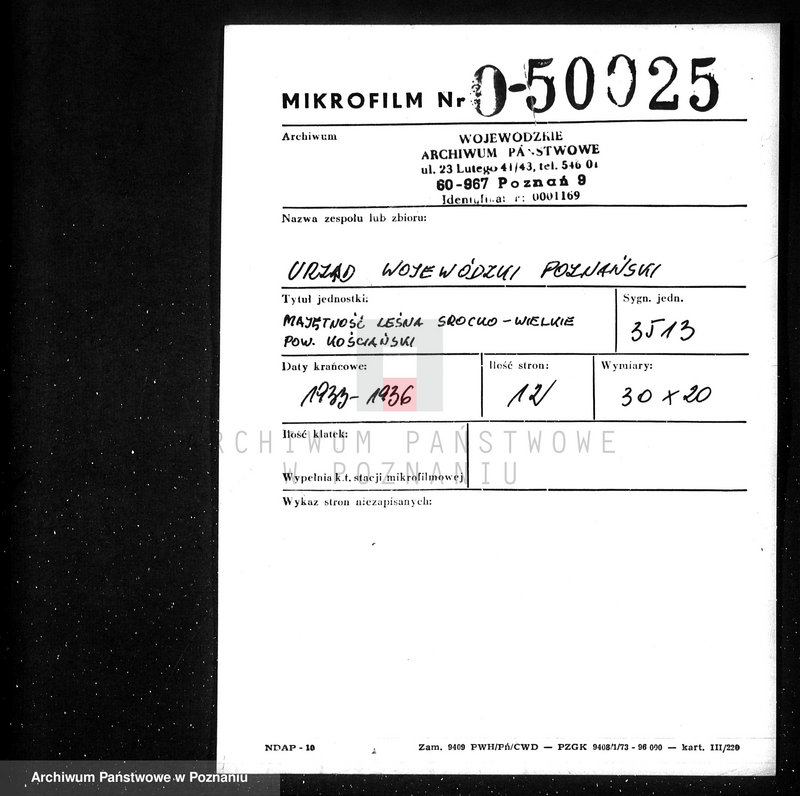 MIKROFILM Nr O-50025
Archiwum
WOJEWÓDZKIE
ARCHIWUM PAŃSTWOWE
ul. 23 Lutego 41/43, tel. 546 01
60-967 Poznań 9
0001169
Nazwa zespołu lub zbioru:
URZĄD WOJEWÓDZKI POZNAŃSKI
Tytuł jednostki:
Sygn. jedn.
MAJĘTNOŚĆ LEŚNA SROCKO-WIELKIE
POW. KOŚCIAŃSKI
3513
Daty krańcowe:
Ilość stron:
Wymiary:
1933-1936
12
30 x 20
Ilość klatek:
ARCHIWUM PAŃSTWOWE
W POZNANIU
Wypełnia k.t. stacji mikrofilmowej
Wykaz stron niezapisanych:
NDAP - 10
Zam. 9409 PWH/Pń/CWD — PZGK 9408/1/73 - 96 000 — kart. III/220
Archiwum Państwowe w Poznaniu